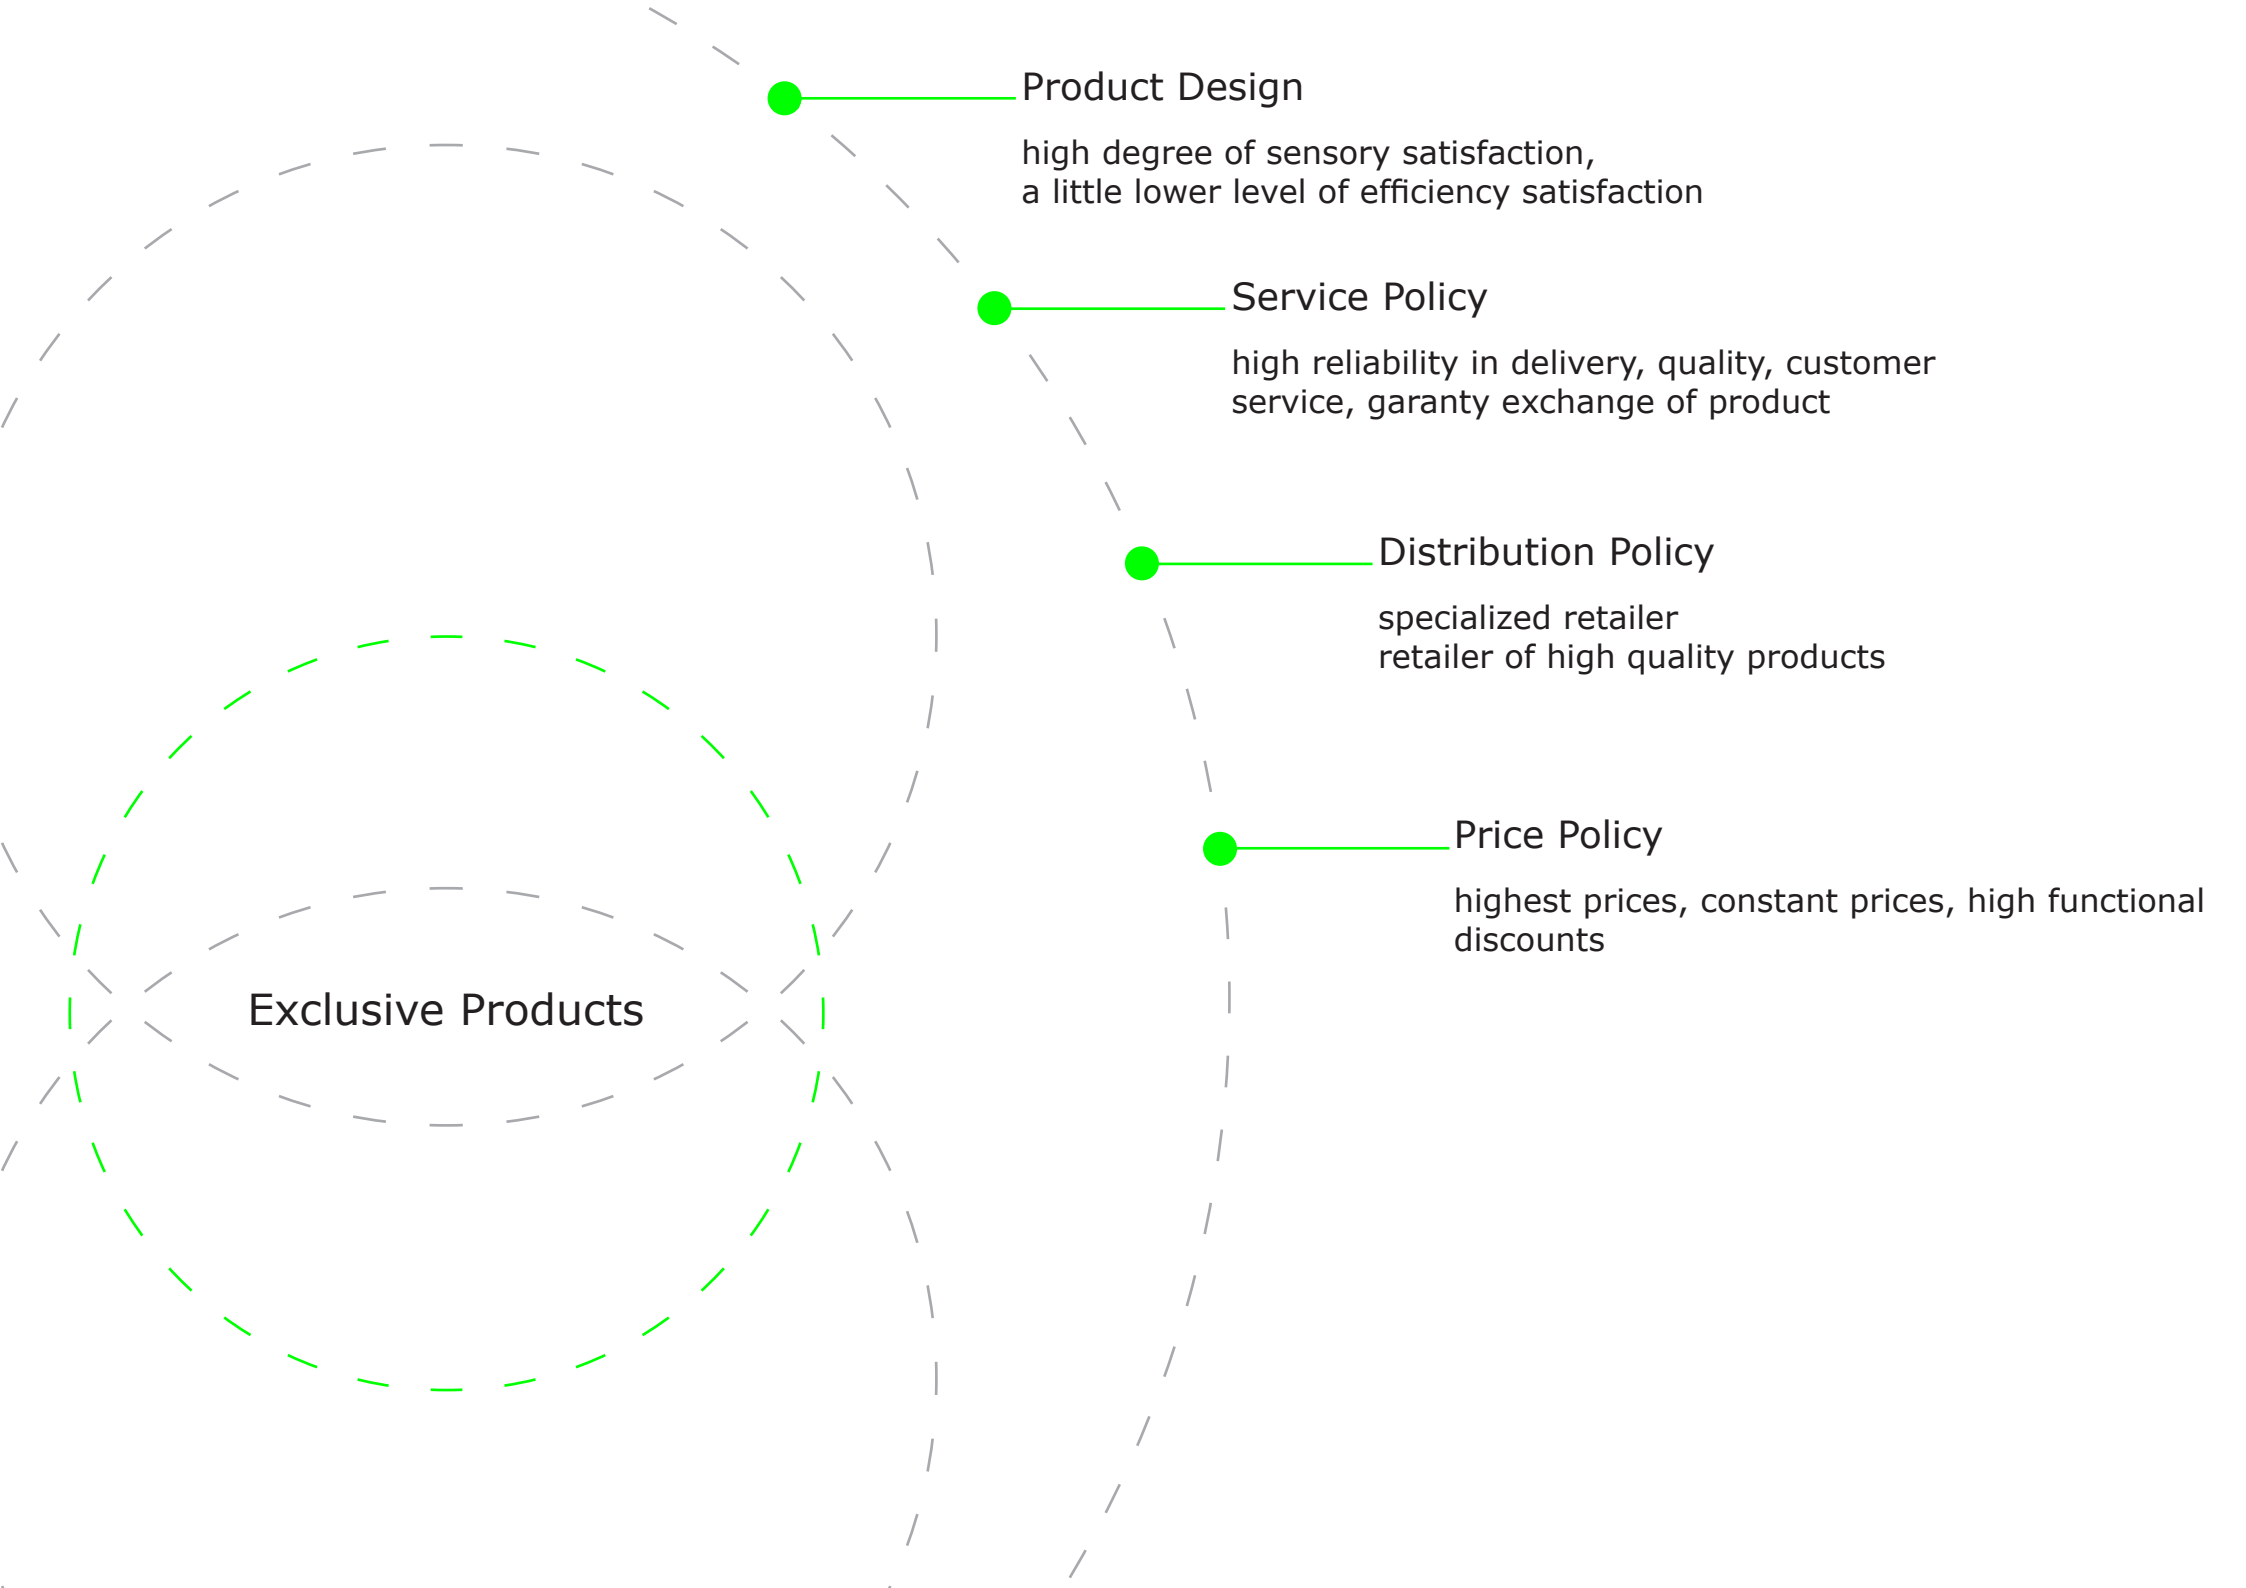 Product Design
high degree of sensory satisfaction,
a little lower level of efficiency satisfaction
Service Policy
high reliability in delivery, quality, customer
service, garanty exchange of product
Distribution Policy
specialized retailer
retailer of high quality products
Price Policy
highest prices, constant prices, high functional
discounts
Exclusive Products